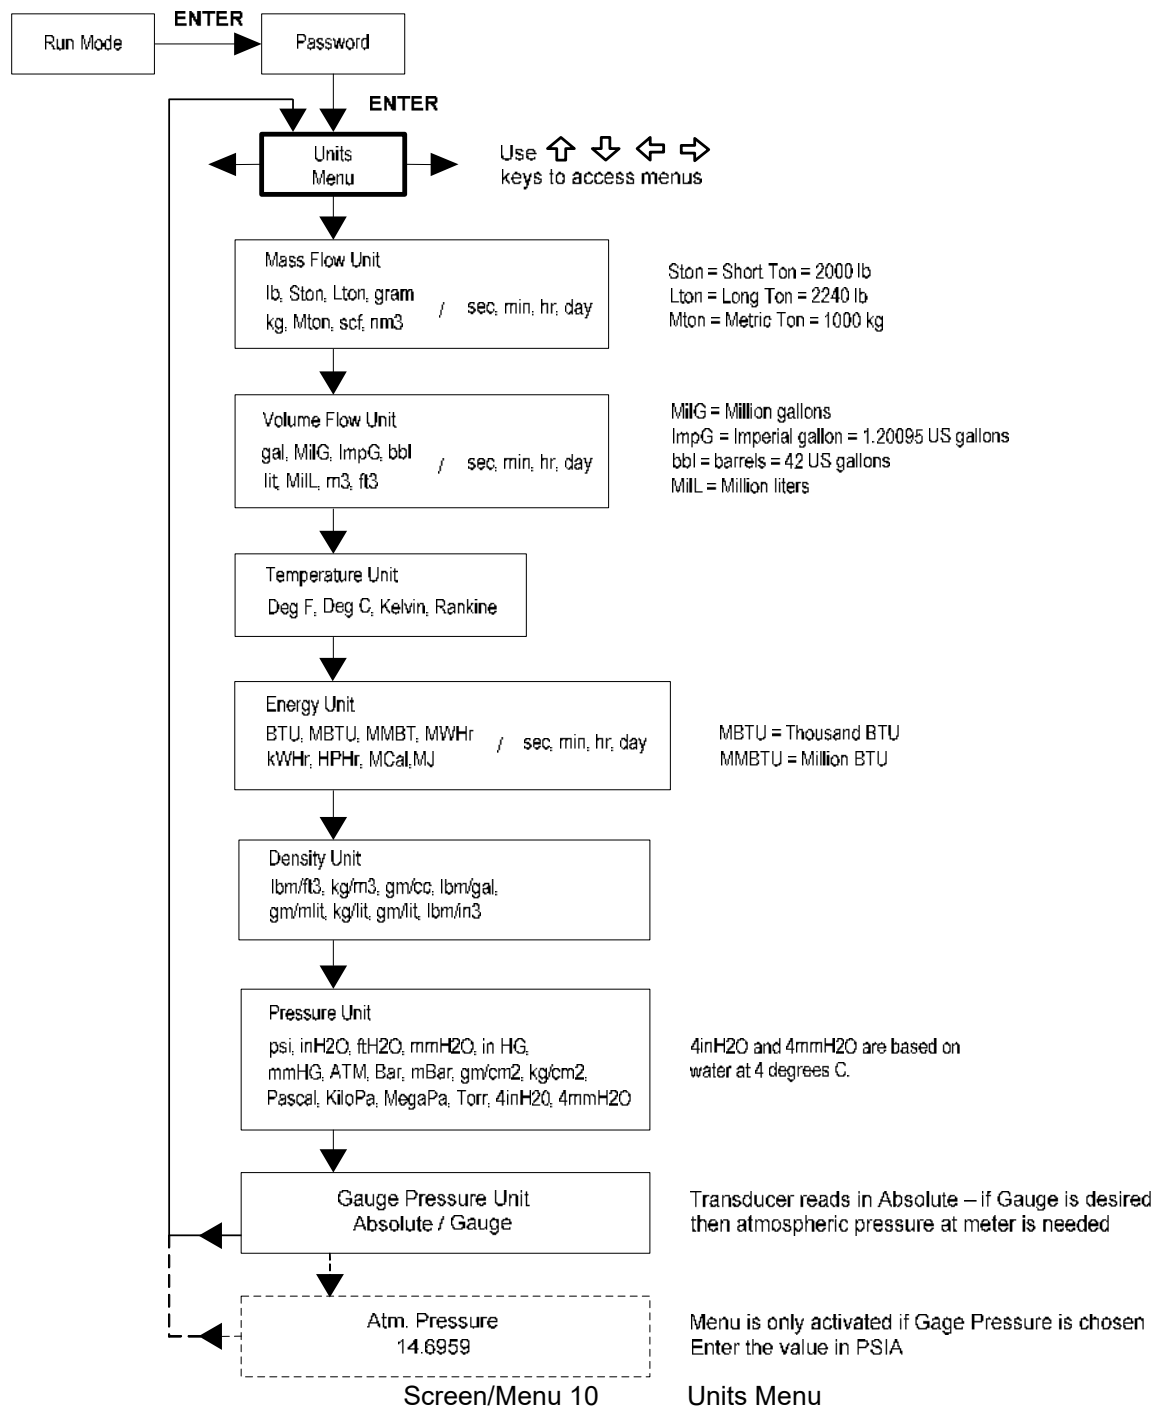 ENTER
Run Mode
Password
ENTER
Units
Menu
Use
keys to access menus
Mass Flow Unit
lb, Ston, Lton, gram
kg, Mton, scf, nm3
/ sec, min, hr, day
Ston = Short Ton = 2000 lb
Lton = Long Ton = 2240 lb
Mton = Metric Ton = 1000 kg
Volume Flow Unit
gal, MilG, ImpG, bbl
lit, MilL, m3, ft3
/ sec, min, hr, day
MilG = Million gallons
ImpG = Imperial gallon = 1.20095 US gallons
bbl = barrels = 42 US gallons
MilL = Million liters
Temperature Unit
Deg F, Deg C, Kelvin, Rankine
Energy Unit
BTU, MBTU, MMBT, MWHr
kWHr, HPHr, MCal,MJ
/ sec, min, hr, day
MBTU = Thousand BTU
MMBTU = Million BTU
Density Unit
lbm/ft3, kg/m3, gm/cc, lbm/gal,
gm/mlit, kg/lit, gm/lit, lbm/in3
Pressure Unit
psi, inH2O, ftH2O, mmH2O, in HG,
mmHG, ATM, Bar, mBar, gm/cm2, kg/cm2,
Pascal, KiloPa, MegaPa, Torr, 4inH20, 4mmH2O
4inH2O and 4mmH2O are based on
water at 4 degrees C.
Gauge Pressure Unit
Absolute / Gauge
Transducer reads in Absolute – if Gauge is desired
then atmospheric pressure at meter is needed
Atm. Pressure
14.6959
Menu is only activated if Gage Pressure is chosen
Enter the value in PSIA
Screen/Menu 10 Units Menu